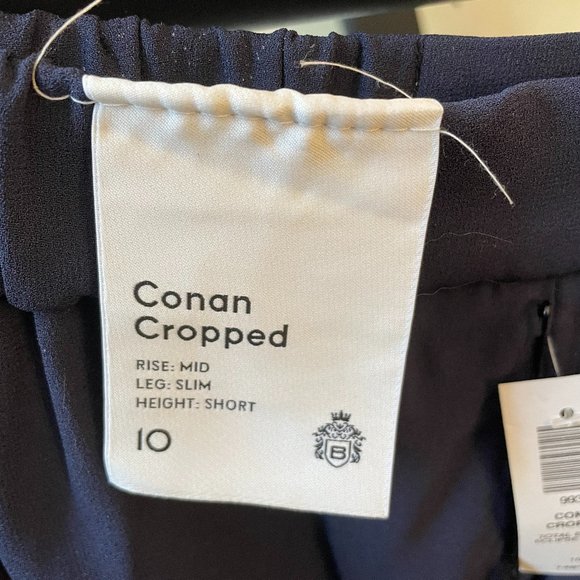 Conan
Cropped
RISE: MID
LEG: SLIM
HEIGHT: SHORT
10
B